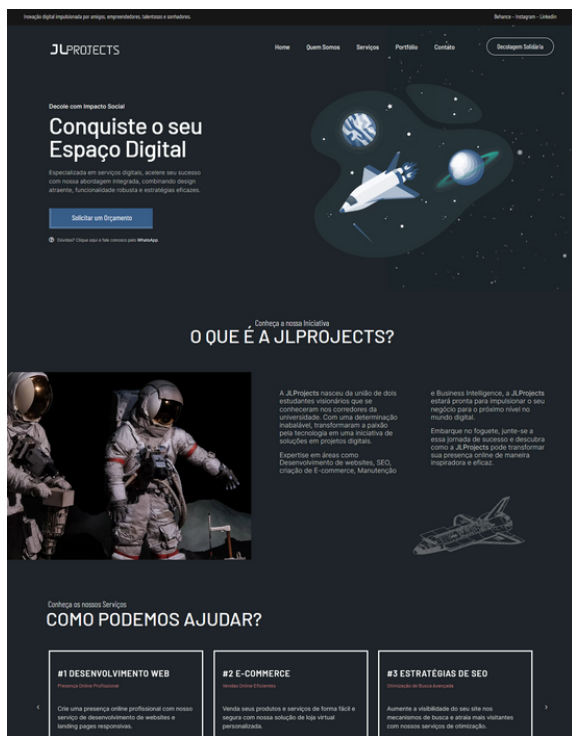 Inovação digital impulsionada por amigos, empreendedores, talentosos e sonhadores.
Behance - Instagram - Linkedin
JLPROJECTS
Home
Quem Somos
Serviços
Portfólio
Contato
Decolagem Solidária
Decole com Impacto Social
Conquiste o seu
Espaço Digital
Especializada em serviços digitais, acelere seu sucesso
com nossa abordagem integrada, combinando design
atraente, funcionalidade robusta e estratégias eficazes.
Solicitar um Orçamento
Dúvidas? Clique aqui e fale conosco pelo WhatsApp.
Conheça a nossa Iniciativa
O QUE É A JLPROJECTS?
A JLProjects nasceu da união de dois
estudantes visionários que se
conheceram nos corredores da
universidade. Com uma determinação
inabalável, transformaram a paixão
pela tecnologia em uma iniciativa de
soluções em projetos digitais.
Expertise em áreas como
Desenvolvimento de websites, SEO,
criação de E-commerce, Manutenção
e Business Intelligence, a JLProjects
estará pronta para impulsionar o seu
negócio para o próximo nível no
mundo digital.
Embarque no foguete, junte-se a
essa jornada de sucesso e descubra
como a JLProjects pode transformar
sua presença online de maneira
inspiradora e eficaz.
Conheça os nossos Serviços
COMO PODEMOS AJUDAR?
#1 DESENVOLVIMENTO WEB
Presença Online Profissional
Crie uma presença online profissional com nosso
serviço de desenvolvimento de websites e
landing pages responsivas.
#2 E-COMMERCE
Vendas Online Eficientes
Venda seus produtos e serviços de forma fácil e
segura com nossa solução de loja virtual
personalizada.
#3 ESTRATÉGIAS DE SEO
Otimização de Busca Avançada
Aumente a visibilidade do seu site nos
mecanismos de busca e atraia mais visitantes
com nossos serviços de otimização.